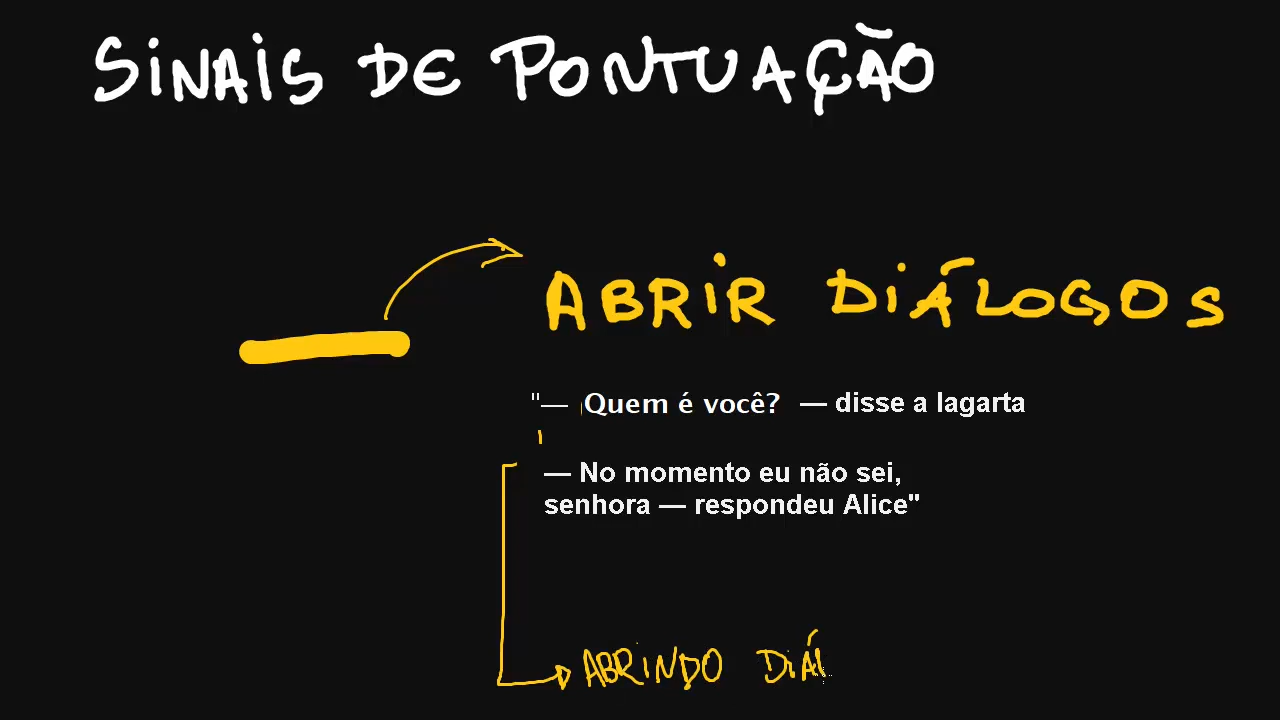 SINAIS DE PONTUAÇÃO
ABRIR DIÁLOGOS
"— Quem é você? — disse a lagarta
— No momento eu não sei,
senhora — respondeu Alice"
ABRINDO DIÁ